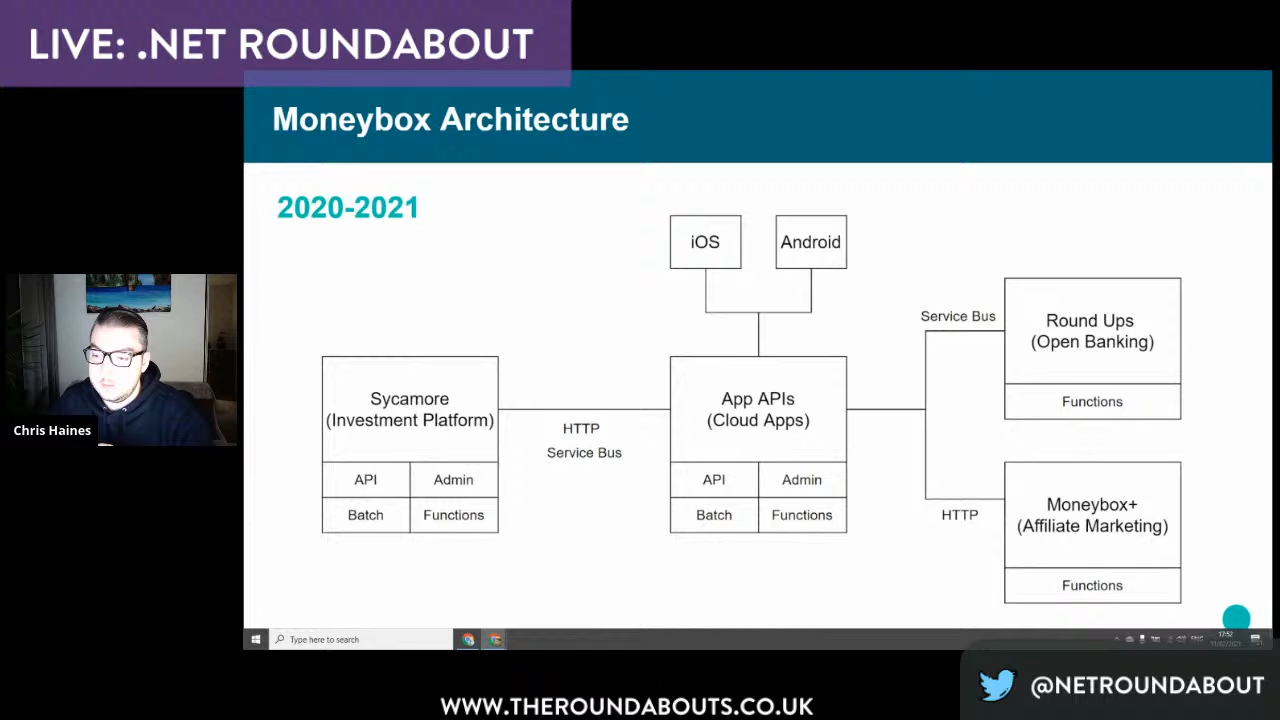 LIVE: .NET ROUNDABOUT
Moneybox Architecture
2020-2021
iOS
Android
Service Bus
Round Ups
(Open Banking)
Functions
Sycamore
(Investment Platform)
API
Admin
Batch
Functions
HTTP
Service Bus
App APIs
(Cloud Apps)
API
Admin
Batch
Functions
HTTP
Moneybox+
(Affiliate Marketing)
Functions
Chris Haines
Type here to search
17:52
@NETROUNDABOUT
WWW.THEROUNDABOUTS.CO.UK